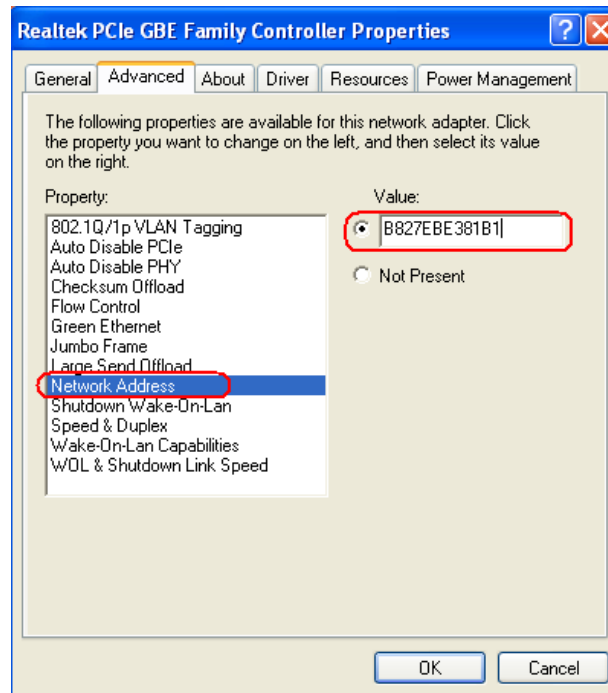 Realtek PCIe GBE Family Controller Properties
General Advanced About Driver Resources Power Management
The following properties are available for this network adapter. Click
the property you want to change on the left, and then select its value
on the right.
Property:
Value:
802.1Q/1p VLAN Tagging
Auto Disable PCIe
Auto Disable PHY
Checksum Offload
Flow Control
Green Ethernet
Jumbo Frame
Large Send Offload
Network Address
Shutdown Wake-On-Lan
Speed & Duplex
Wake-On-Lan Capabilities
WOL & Shutdown Link Speed
B827EBE381B1
Not Present
OK Cancel